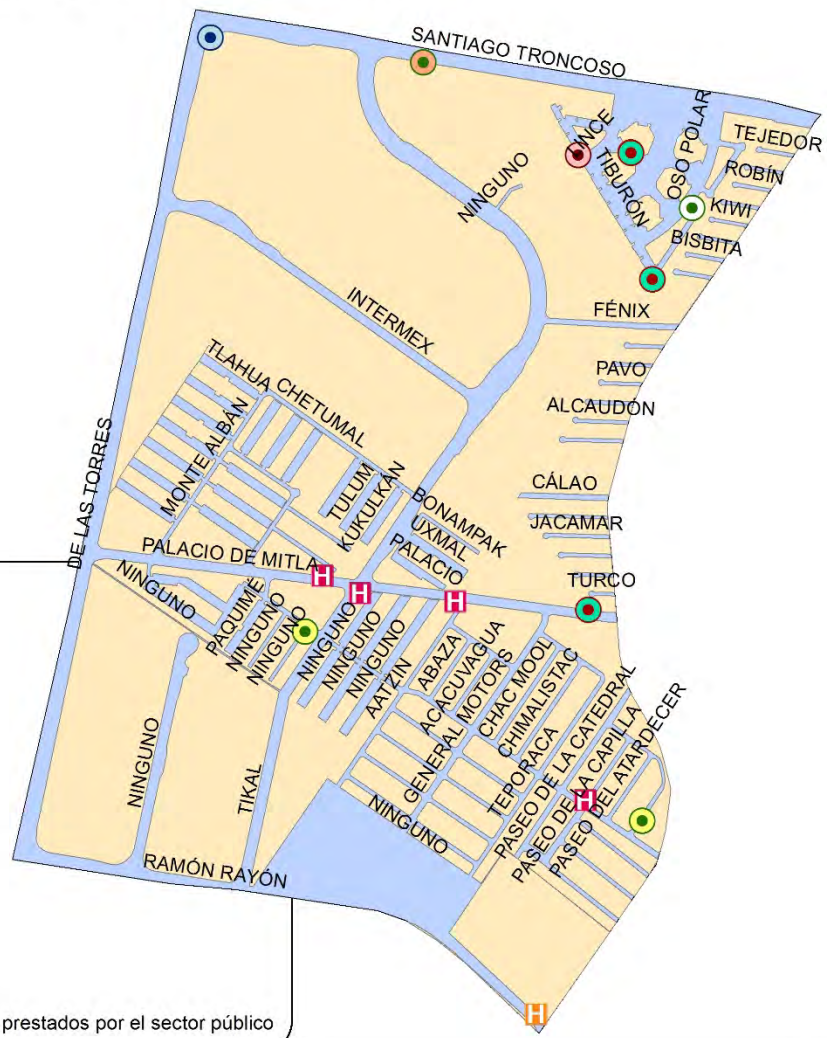 SANTIAGO TRONCOSO
LINCE
TIBURÓN
OSO POLAR
TEJEDOR
ROBÍN
KIWI
BISBITA
NINGUNO
FÉNIX
INTERMEX
PAVO
ALCAUDÓN
TLAHUA
CHETUMAL
MONTE ALBÁN
TULUM
KUKULKÁN
BONAMPAK
UXMAL
PALACIO
CÁLAO
JACAMAR
DE LAS TORRES
PALACIO DE MITLA
H
H
H
TURCO
NINGUNO
PAQUIMÉ
NINGUNO
NINGUNO
NINGUNO
NINGUNO
NINGUNO
AATZIN
ABAZA
ACACUVAGUA
GENERAL MOTORS
CHAC MOOL
CHIMALISTAC
TEPORACA
PASEO DE LA CATEDRAL
PASEO DE LA CAPILLA
PASEO DEL ATARDECER
H
NINGUNO
TIKAL
NINGUNO
RAMÓN RAYÓN
H
prestados por el sector público